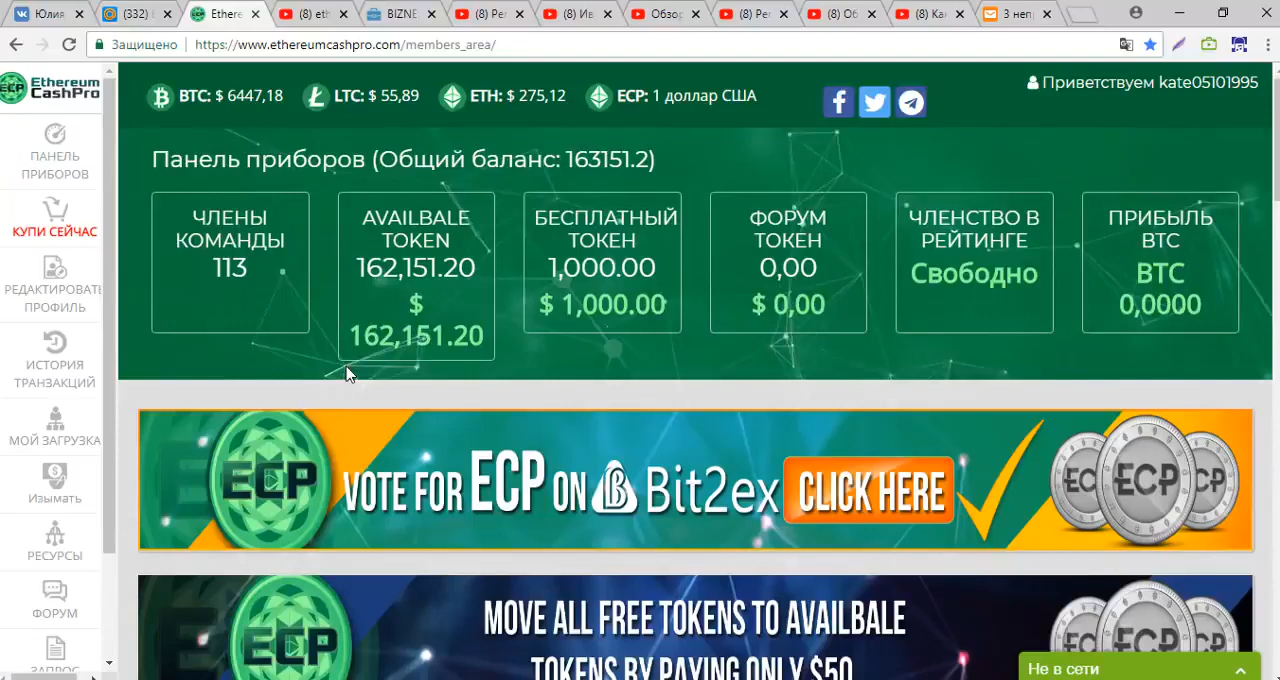 Юлия
(332)
Ethere
(8) eth
BIZNE
(8) Рег
(8) Ив
Обзор
(8) Рег
(8) Об
(8) Ка
3 неп
Защищено
https://www.ethereumcashpro.com/members_area/
Ethereum
CashPro
ECP
BTC: $ 6447,18
LTC: $ 55,89
ETH: $ 275,12
ECP: 1 доллар США
Приветствуем kate05101995
ПАНЕЛЬ
ПРИБОРОВ
КУПИ СЕЙЧАС
РЕДАКТИРОВАТЬ
ПРОФИЛЬ
ИСТОРИЯ
ТРАНЗАКЦИЙ
МОЙ ЗАГРУЗКА
Изымать
РЕСУРСЫ
ФОРУМ
ЗАПРОС
Панель приборов (Общий баланс: 163151.2)
ЧЛЕНЫ
КОМАНДЫ
113
AVAILBALE
TOKEN
162,151.20
$
162,151.20
БЕСПЛАТНЫЙ
ТОКЕН
1,000.00
$ 1,000.00
ФОРУМ
ТОКЕН
0,00
$ 0,00
ЧЛЕНСТВО В
РЕЙТИНГЕ
Свободно
ПРИБЫЛЬ
BTC
BTC
0,0000
ECP
VOTE FOR ECP ON Bit2ex
CLICK HERE
ECP
ECP
MOVE ALL FREE TOKENS TO AVAILBALE
TOKENS BY PAYING ONLY $50
Не в сети